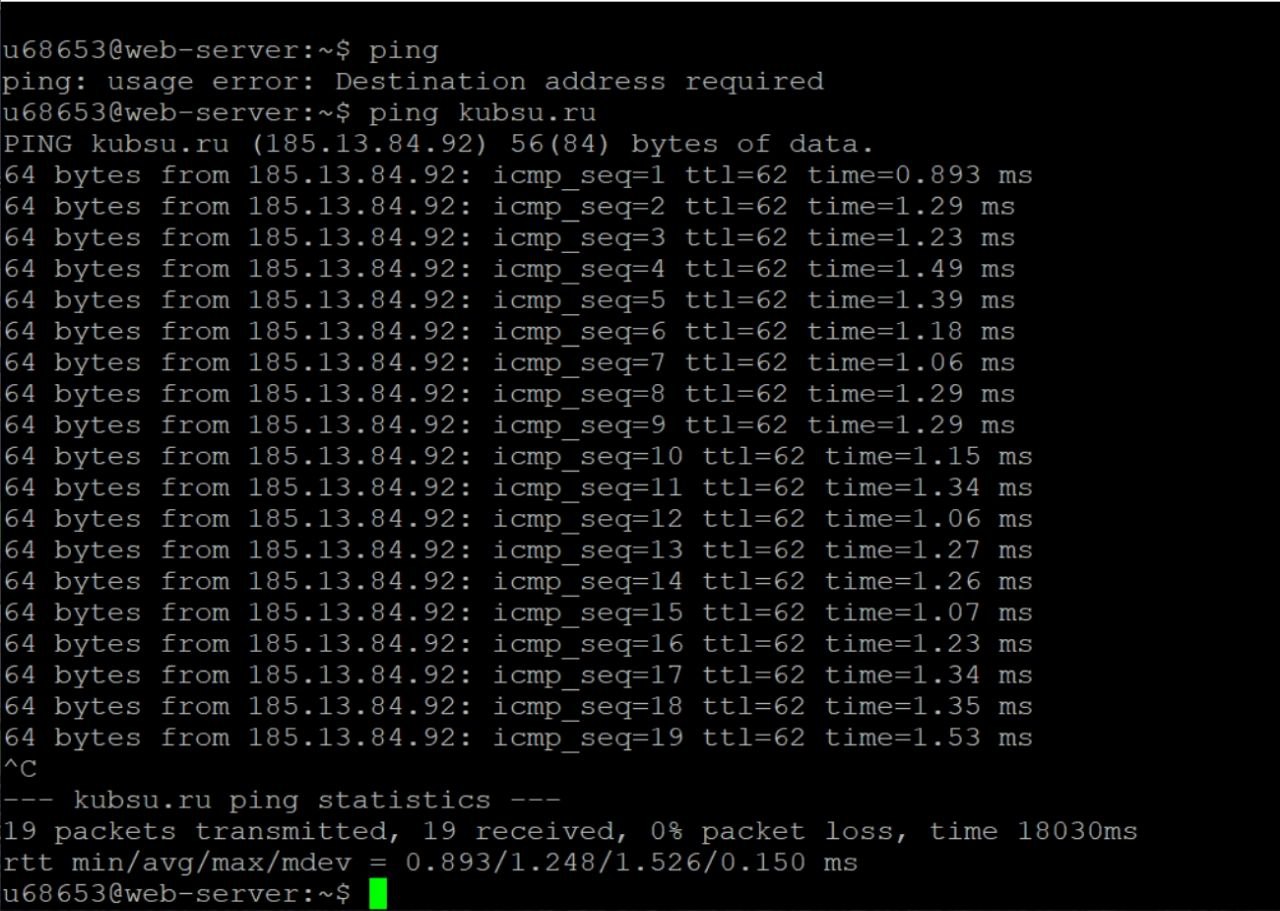 u68653@web-server:~$ ping
ping: usage error: Destination address required
u68653@web-server:~$ ping kubsu.ru
PING kubsu.ru (185.13.84.92) 56(84) bytes of data.
64 bytes from 185.13.84.92: icmp_seq=1 ttl=62 time=0.893 ms
64 bytes from 185.13.84.92: icmp_seq=2 ttl=62 time=1.29 ms
64 bytes from 185.13.84.92: icmp_seq=3 ttl=62 time=1.23 ms
64 bytes from 185.13.84.92: icmp_seq=4 ttl=62 time=1.49 ms
64 bytes from 185.13.84.92: icmp_seq=5 ttl=62 time=1.39 ms
64 bytes from 185.13.84.92: icmp_seq=6 ttl=62 time=1.18 ms
64 bytes from 185.13.84.92: icmp_seq=7 ttl=62 time=1.06 ms
64 bytes from 185.13.84.92: icmp_seq=8 ttl=62 time=1.29 ms
64 bytes from 185.13.84.92: icmp_seq=9 ttl=62 time=1.29 ms
64 bytes from 185.13.84.92: icmp_seq=10 ttl=62 time=1.15 ms
64 bytes from 185.13.84.92: icmp_seq=11 ttl=62 time=1.34 ms
64 bytes from 185.13.84.92: icmp_seq=12 ttl=62 time=1.06 ms
64 bytes from 185.13.84.92: icmp_seq=13 ttl=62 time=1.27 ms
64 bytes from 185.13.84.92: icmp_seq=14 ttl=62 time=1.26 ms
64 bytes from 185.13.84.92: icmp_seq=15 ttl=62 time=1.07 ms
64 bytes from 185.13.84.92: icmp_seq=16 ttl=62 time=1.23 ms
64 bytes from 185.13.84.92: icmp_seq=17 ttl=62 time=1.34 ms
64 bytes from 185.13.84.92: icmp_seq=18 ttl=62 time=1.35 ms
64 bytes from 185.13.84.92: icmp_seq=19 ttl=62 time=1.53 ms
^C
--- kubsu.ru ping statistics ---
19 packets transmitted, 19 received, 0% packet loss, time 18030ms
rtt min/avg/max/mdev = 0.893/1.248/1.526/0.150 ms
u68653@web-server:~$